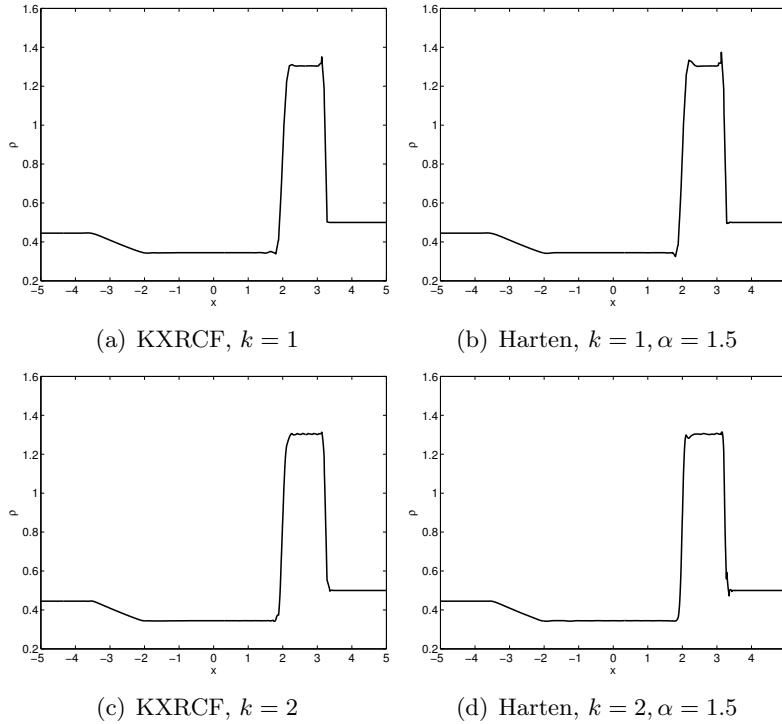 1.6
1.4
1.2
1
0.8
0.6
0.4
0.2
ρ
−5 −4 −3 −2 −1 0 1 2 3 4 5
x
(a) KXRCF, k = 1
1.6
1.4
1.2
1
0.8
0.6
0.4
0.2
ρ
−5 −4 −3 −2 −1 0 1 2 3 4
x
(b) Harten, k = 1, α = 1.5
1.6
1.4
1.2
1
0.8
0.6
0.4
0.2
ρ
−5 −4 −3 −2 −1 0 1 2 3 4 5
x
(c) KXRCF, k = 2
1.6
1.4
1.2
1
0.8
0.6
0.4
0.2
ρ
−5 −4 −3 −2 −1 0 1 2 3 4
x
(d) Harten, k = 2, α = 1.5